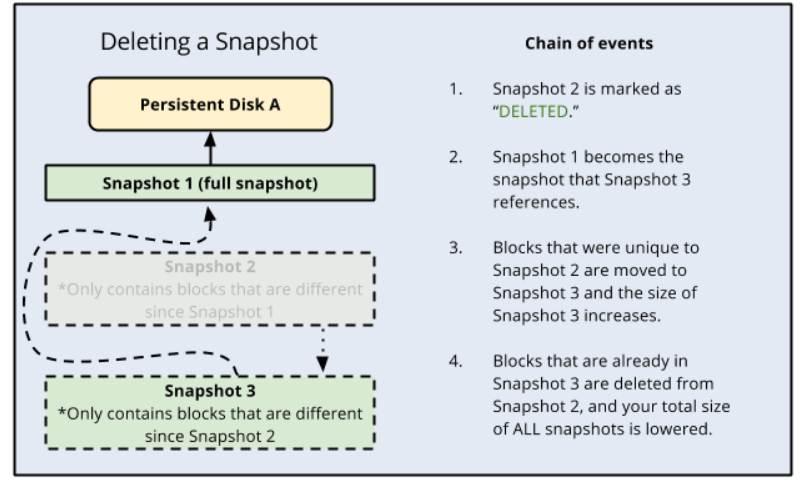 Deleting a Snapshot
Persistent Disk A
Snapshot 1 (full snapshot)
Snapshot 2
*Only contains blocks that are different
since Snapshot 1
Snapshot 3
*Only contains blocks that are different
since Snapshot 2
Chain of events
1. Snapshot 2 is marked as
“DELETED.”
2. Snapshot 1 becomes the
snapshot that Snapshot 3
references.
3. Blocks that were unique to
Snapshot 2 are moved to
Snapshot 3 and the size of
Snapshot 3 increases.
4. Blocks that are already in
Snapshot 3 are deleted from
Snapshot 2, and your total size
of ALL snapshots is lowered.